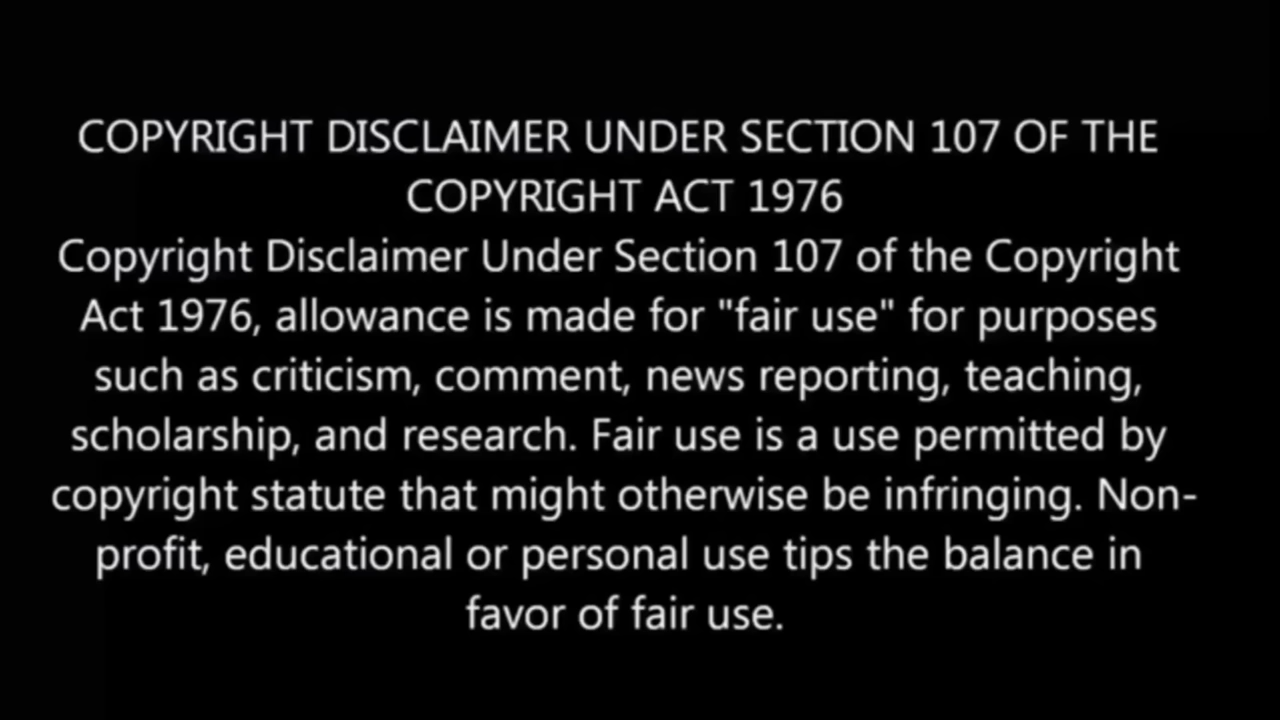 COPYRIGHT DISCLAIMER UNDER SECTION 107 OF THE
COPYRIGHT ACT 1976
Copyright Disclaimer Under Section 107 of the Copyright
Act 1976, allowance is made for "fair use" for purposes
such as criticism, comment, news reporting, teaching,
scholarship, and research. Fair use is a use permitted by
copyright statute that might otherwise be infringing. Non-
profit, educational or personal use tips the balance in
favor of fair use.